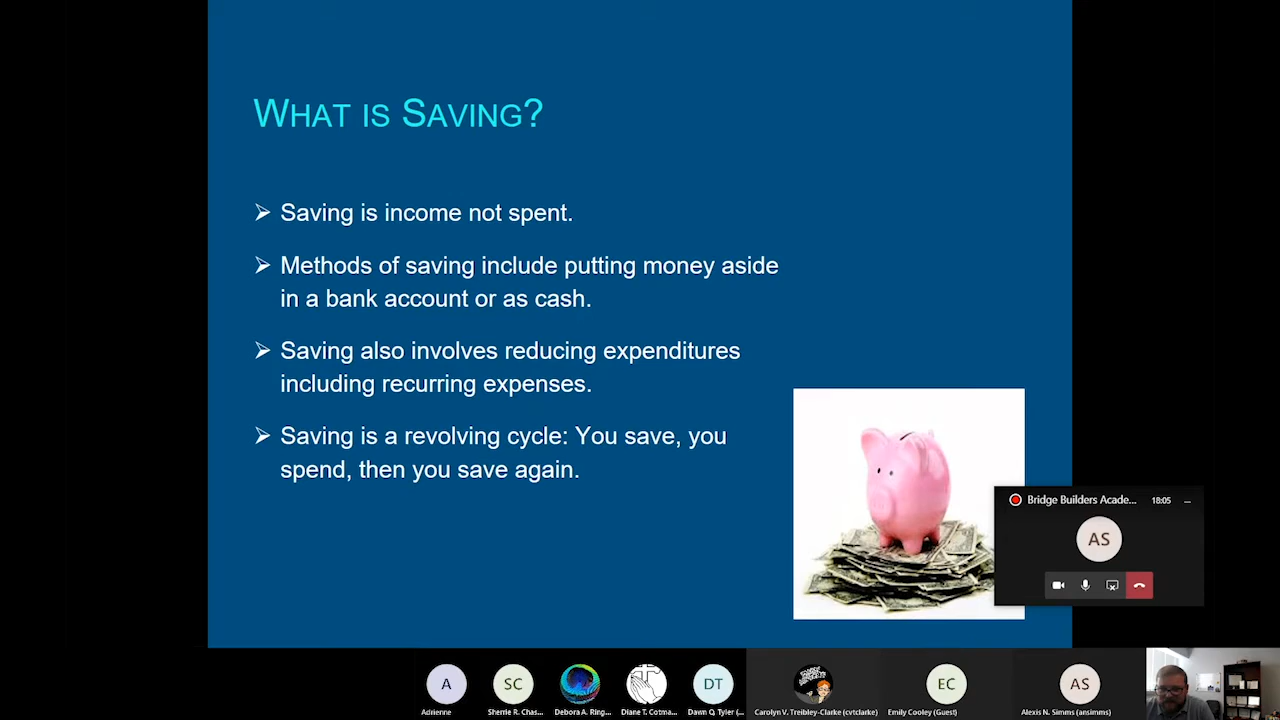 WHAT IS SAVING?
➢ Saving is income not spent.
➢ Methods of saving include putting money aside
in a bank account or as cash.
➢ Saving also involves reducing expenditures
including recurring expenses.
➢ Saving is a revolving cycle: You save, you
spend, then you save again.
Bridge Builders Acade... 18:05 ...
AS
A SC DT EC AS
Adrienne Sherrie R. Chas... Debora A. Ring... Diane T. Cotma... Dawn Q. Tyler (... Carolyn V. Treibley-Clarke (cvtclarke) Emily Cooley (Guest) Alexis N. Simms (ansimms)